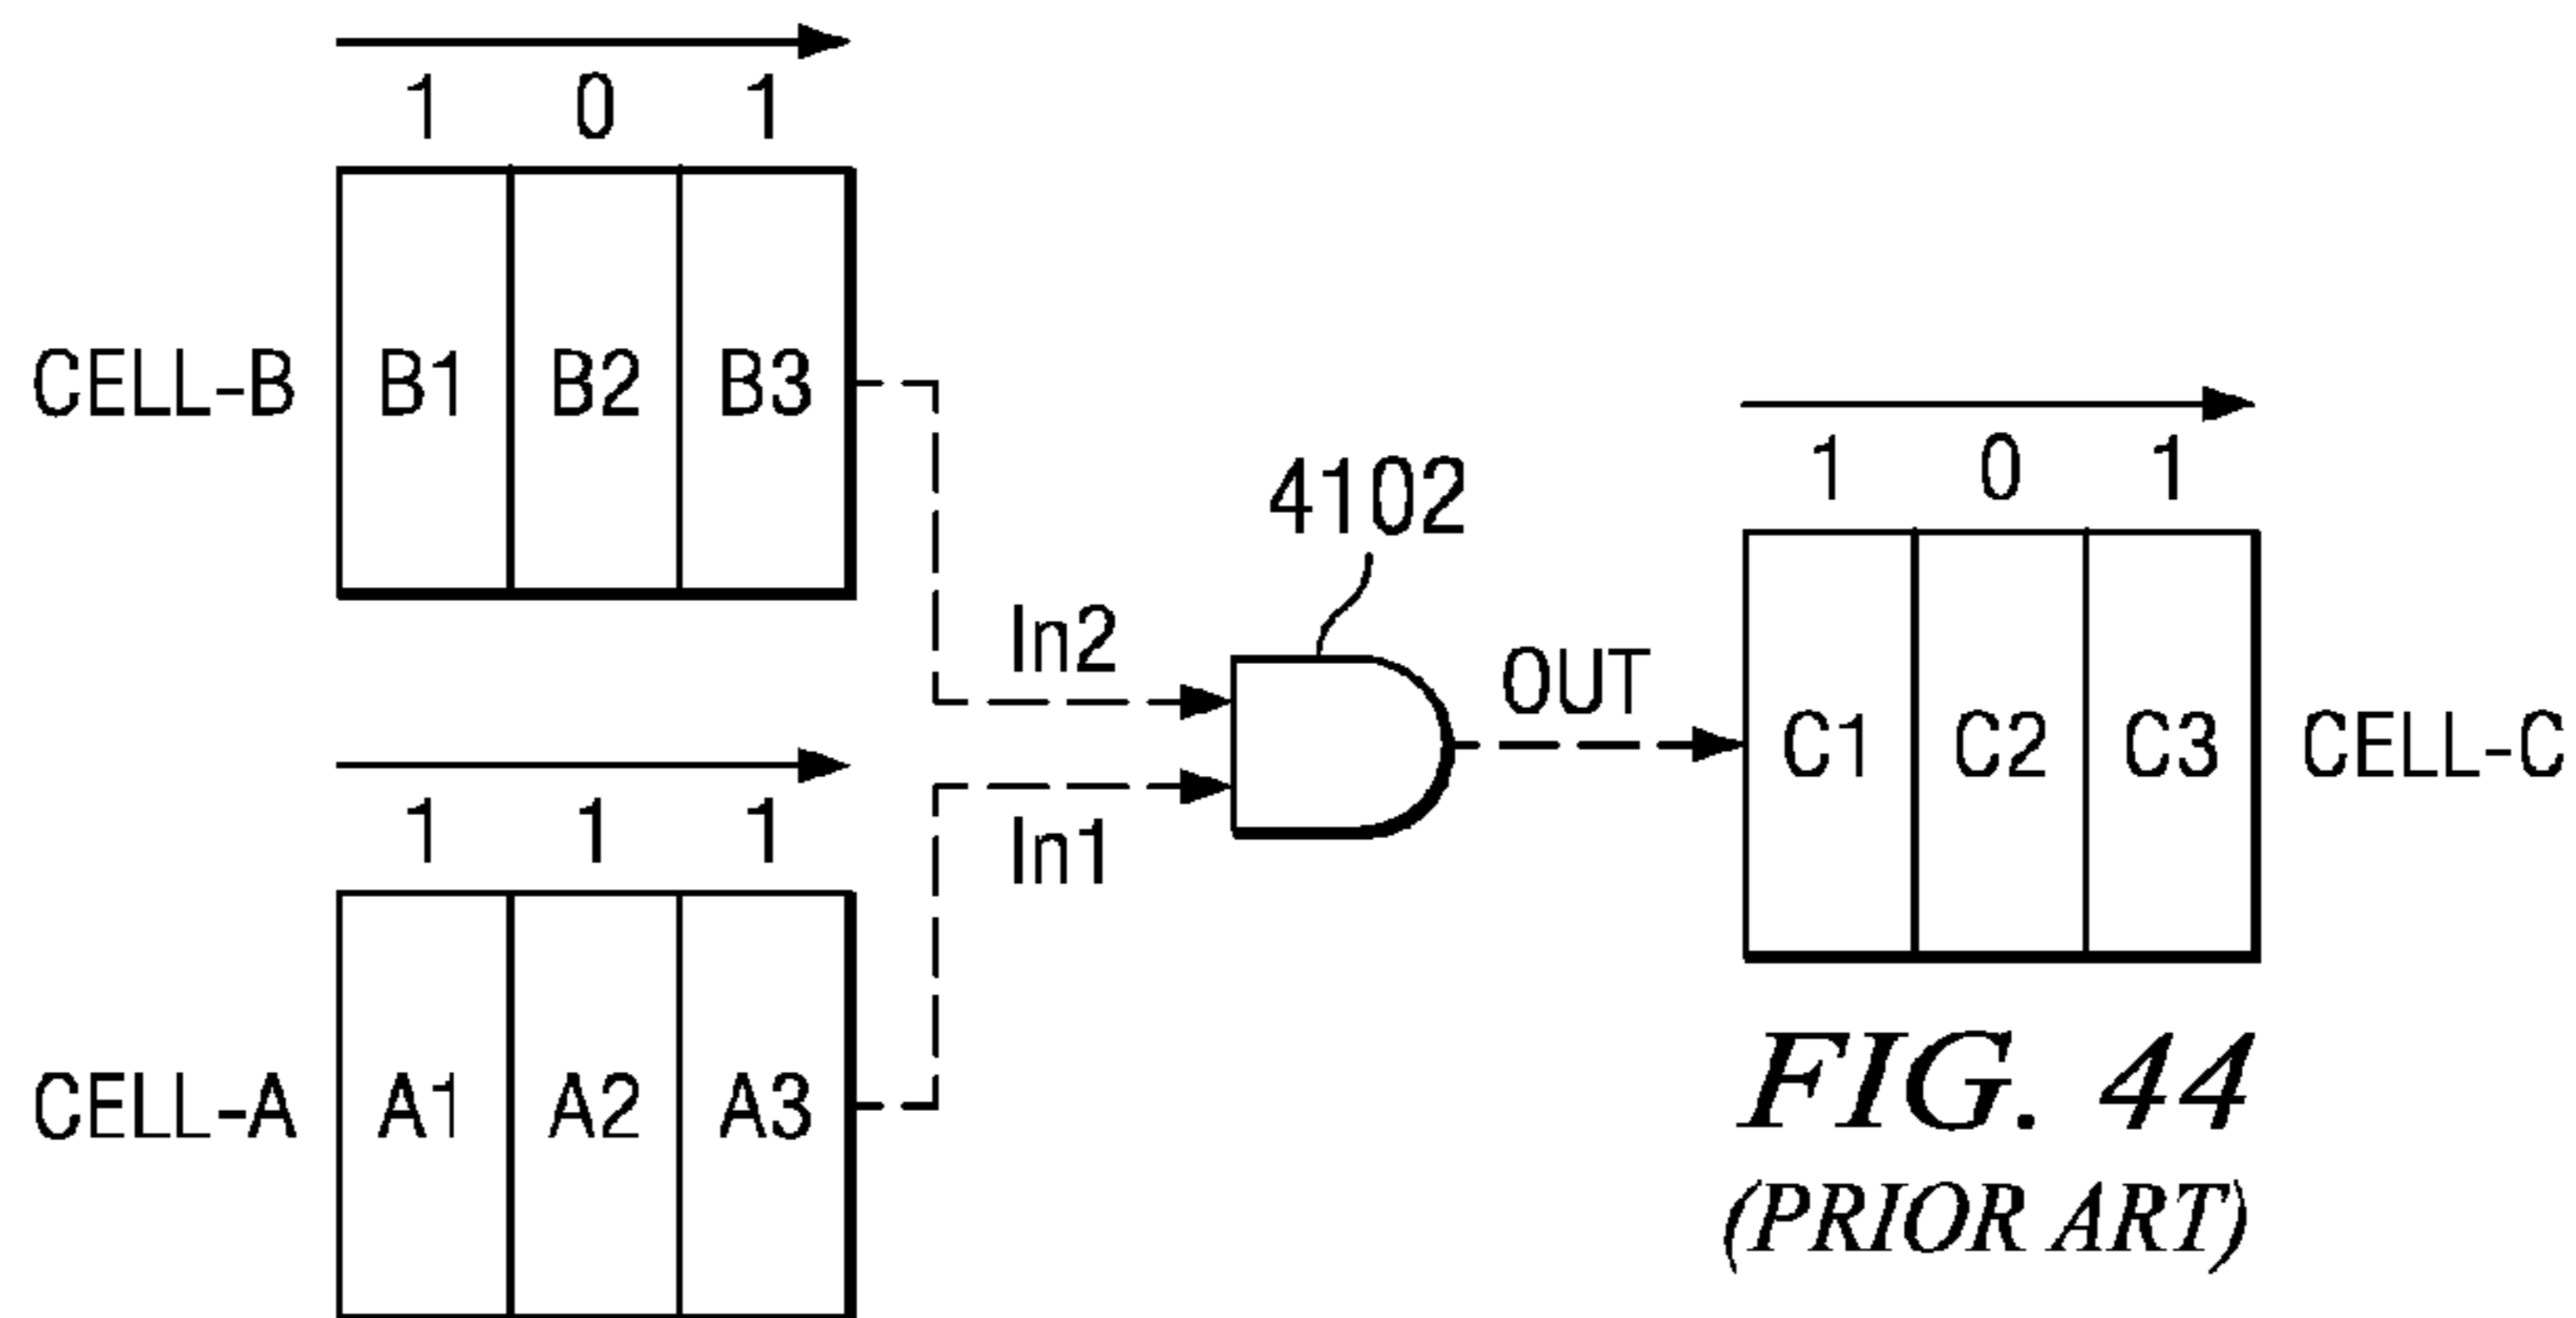 1 0 1
CELL-B B1 B2 B3
1 0 1
4102
In2
OUT
C1 C2 C3 CELL-C
1 1 1
In1
CELL-A A1 A2 A3
FIG. 44
(PRIOR ART)